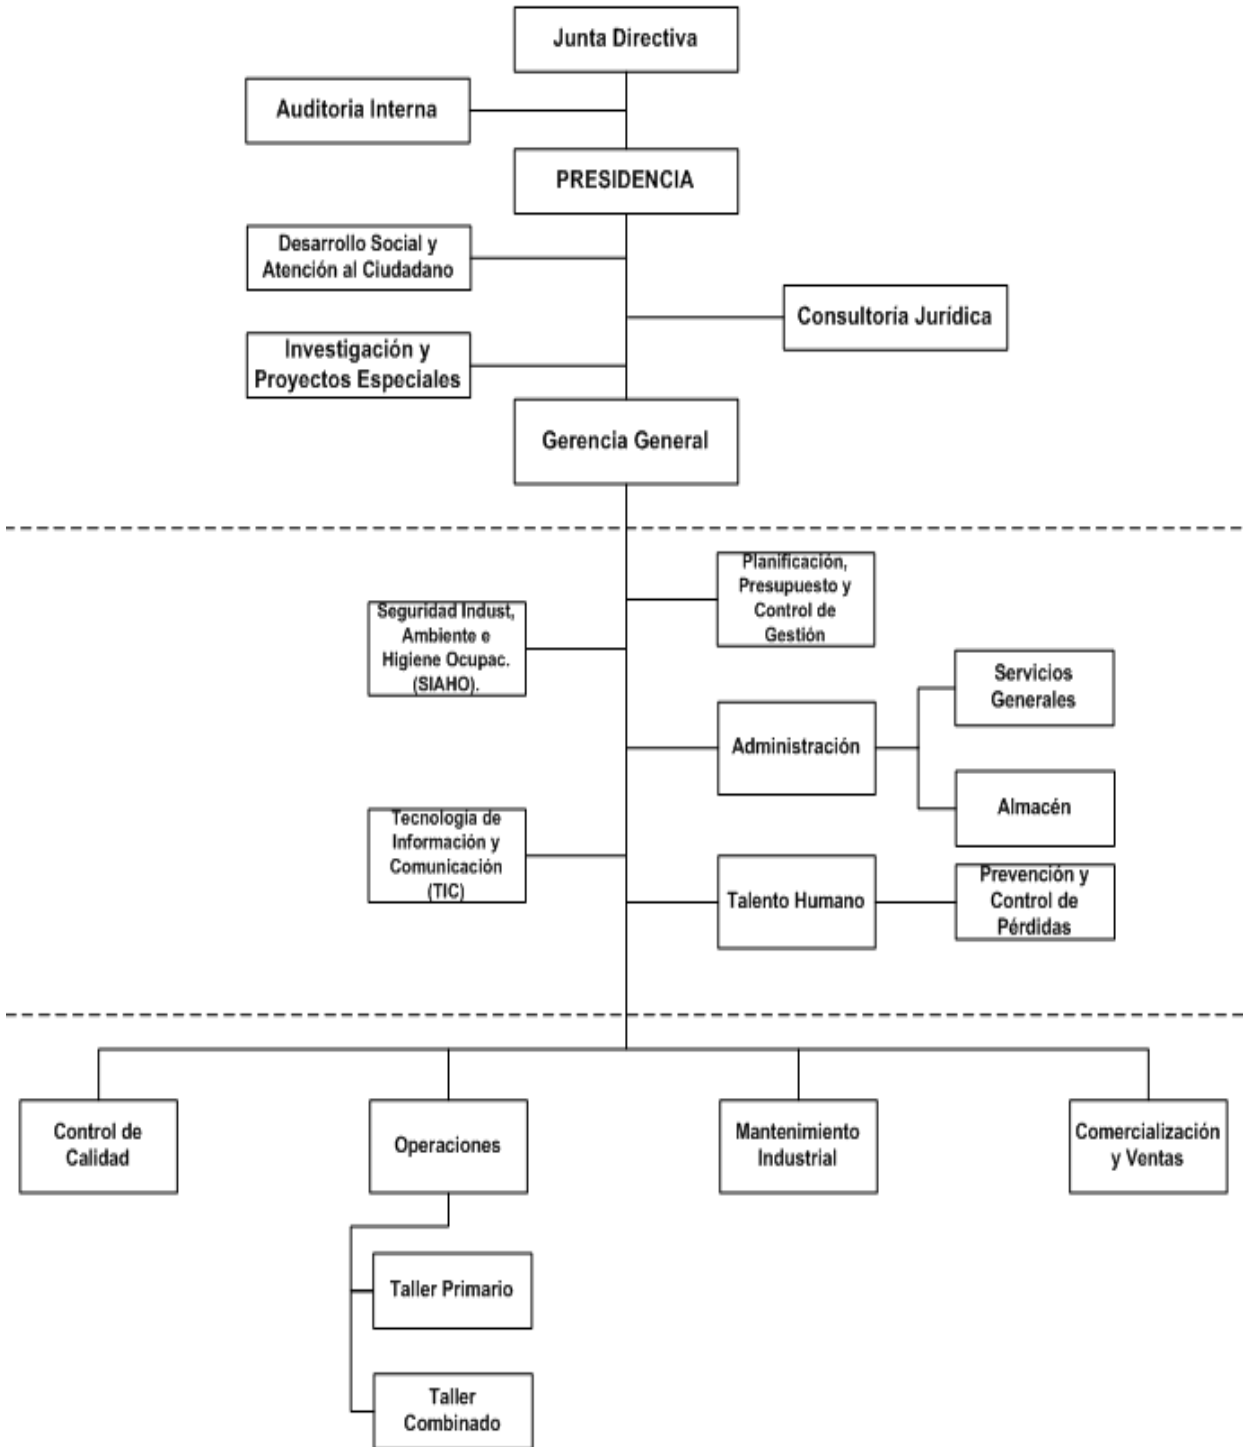 Junta Directiva
Auditoria Interna
PRESIDENCIA
Desarrollo Social y
Atención al Ciudadano
Consultoría Jurídica
Investigación y
Proyectos Especiales
Gerencia General
Planificación,
Presupuesto y
Control de
Gestión
Seguridad Indust,
Ambiente e
Higiene Ocupac.
(SIAHO).
Servicios
Generales
Administración
Almacén
Tecnología de
Información y
Comunicación
(TIC)
Talento Humano
Prevención y
Control de
Pérdidas
Control de
Calidad
Operaciones
Mantenimiento
Industrial
Comercialización
y Ventas
Taller Primario
Taller
Combinado